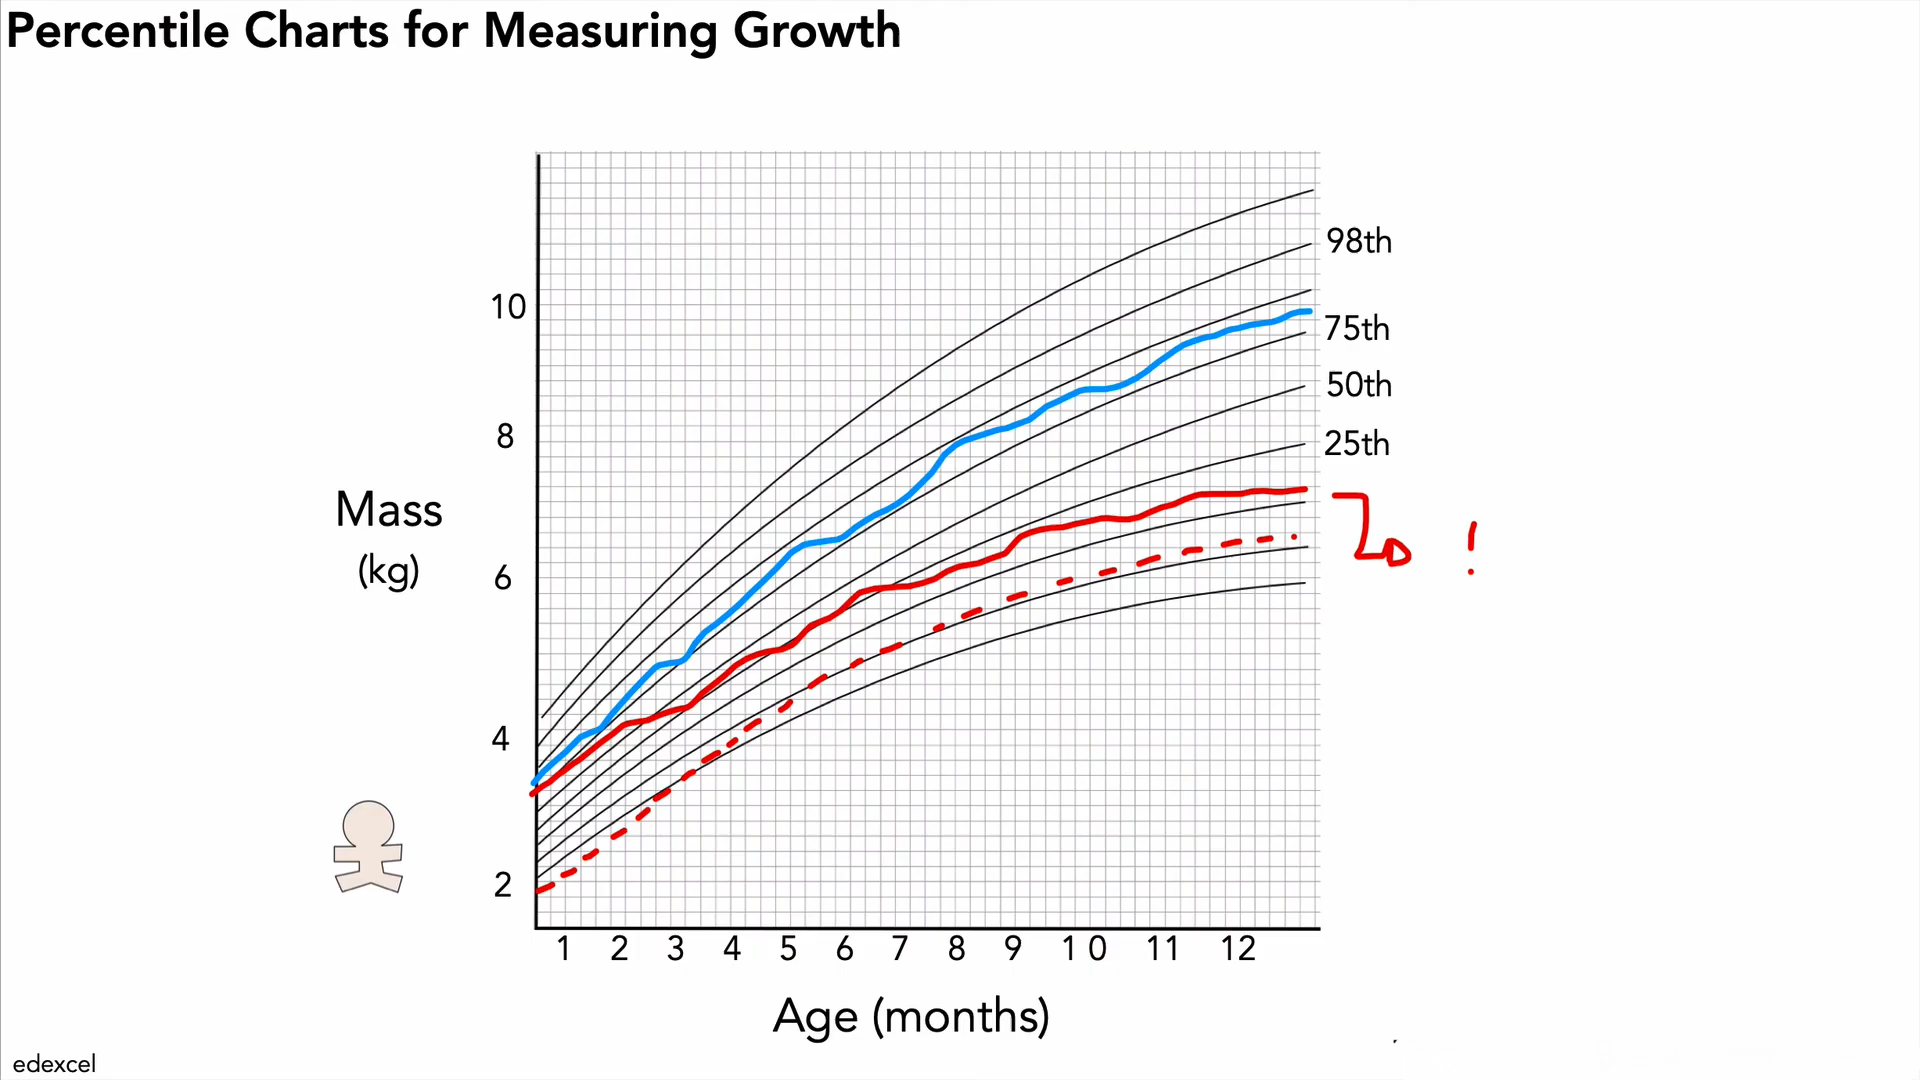 Percentile Charts for Measuring Growth
98th
10
75th
50th
8
25th
Mass
(kg)
6
!
4
2
1 2 3 4 5 6 7 8 9 1 0 11 12
Age (months)
edexcel